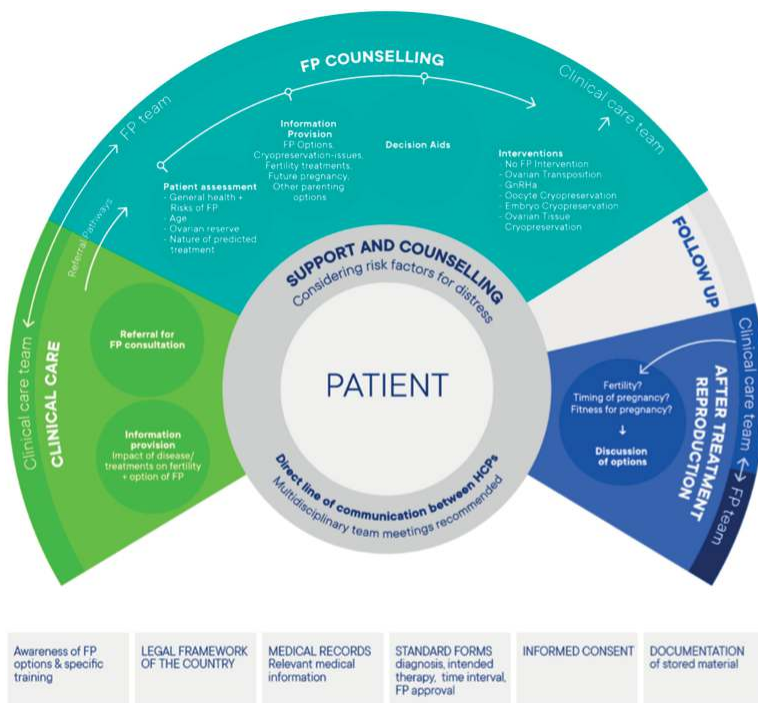 FP COUNSELLING
FP team
Clinical care team
Referral Pathways
Patient assessment
- General health +
Risks of FP
- Age
- Ovarian reserve
- Nature of predicted
treatment
Information
Provision
FP Options,
Cryopreservation-issues,
Fertility treatments,
Future pregnancy,
Other parenting
options
Decision Aids
Interventions
- No FP Intervention
- Ovarian Transposition
- GnRHa
- Oocyte Cryopreservation
- Embryo Cryopreservation
- Ovarian Tissue
Cryopreservation
Clinical care team
CLINICAL CARE
Referral for
FP consultation
Information
provision
Impact of disease/
treatments on fertility
+ option of FP
SUPPORT AND COUNSELLING
Considering risk factors for distress
PATIENT
Direct line of communication between HCPs
Multidisciplinary team meetings recommended
FOLLOW UP
AFTER TREATMENT
REPRODUCTION
Clinical care team
FP team
Fertility?
Timing of pregnancy?
Fitness for pregnancy?
Discussion
of options
Awareness of FP
options & specific
training
LEGAL FRAMEWORK
OF THE COUNTRY
MEDICAL RECORDS
Relevant medical
information
STANDARD FORMS
diagnosis, intended
therapy, time interval,
FP approval
INFORMED CONSENT
DOCUMENTATION
of stored material